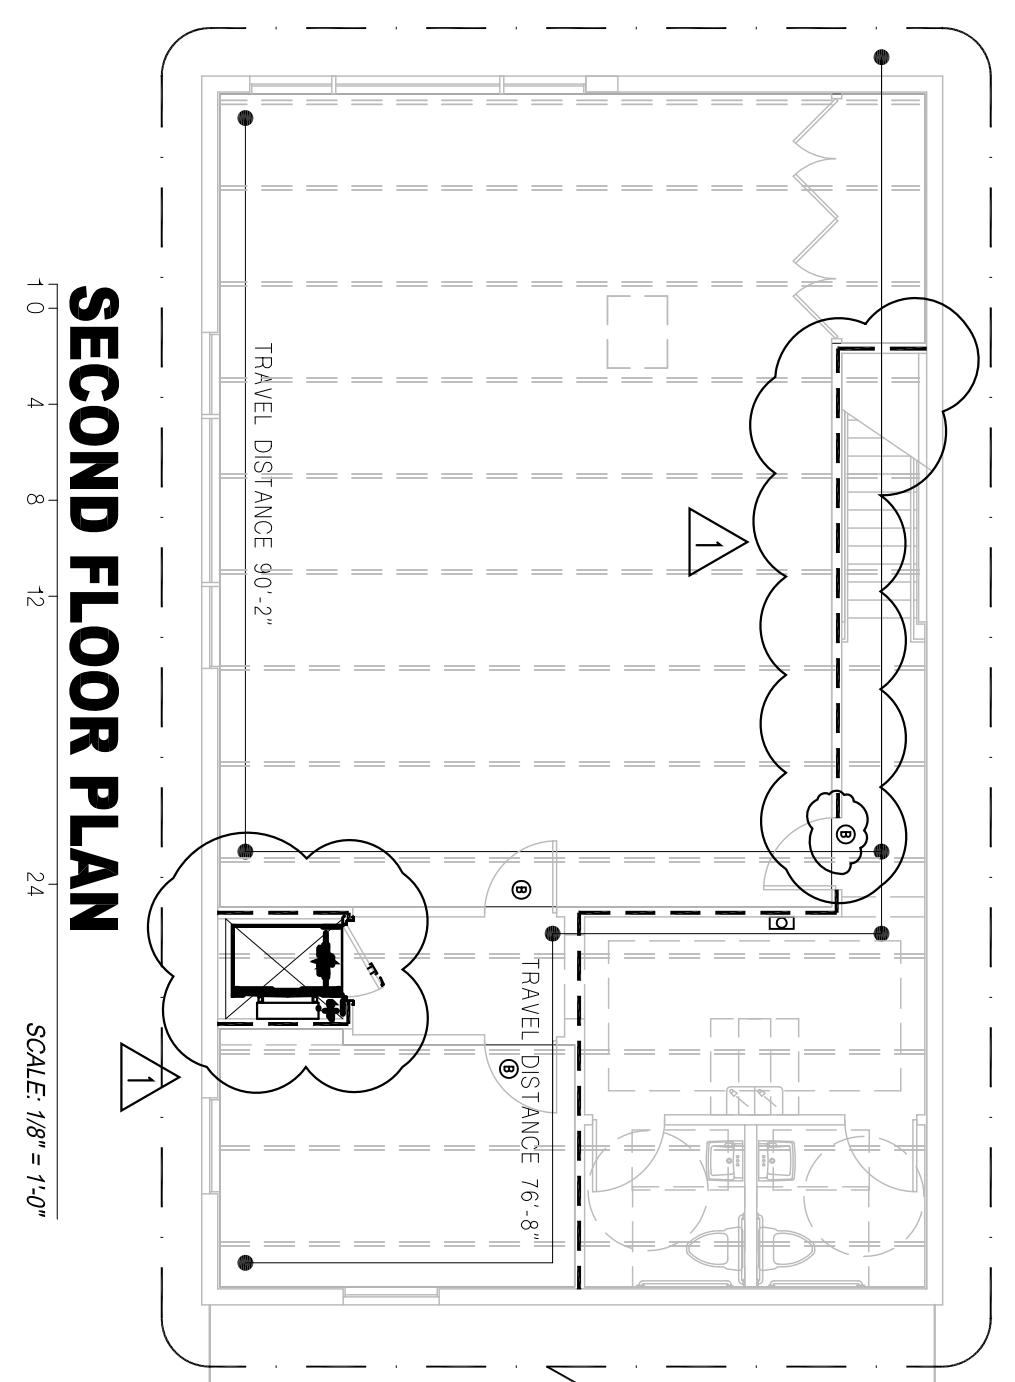 TRAVEL DISTANCE 90'-2"
1
B
B
B
TRAVEL DISTANCE 76'-8"
1
SECOND FLOOR PLAN
1 0 4 8 12 24
SCALE: 1/8" = 1'-0"